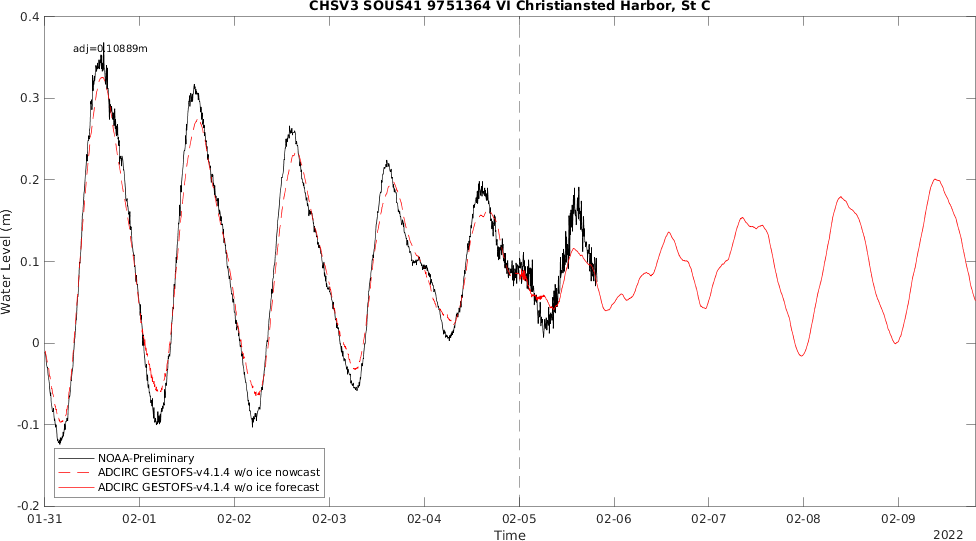 CHSV3 SOUS41 9751364 VI Christiansted Harbor, St C
adj=0.10889m
0.4
0.3
0.2
0.1
0
-0.1
-0.2
Water Level (m)
NOAA-Preliminary
ADCIRC GESTOFS-v4.1.4 w/o ice nowcast
ADCIRC GESTOFS-v4.1.4 w/o ice forecast
01-31 02-01 02-02 02-03 02-04 02-05 02-06 02-07 02-08 02-09
Time
2022